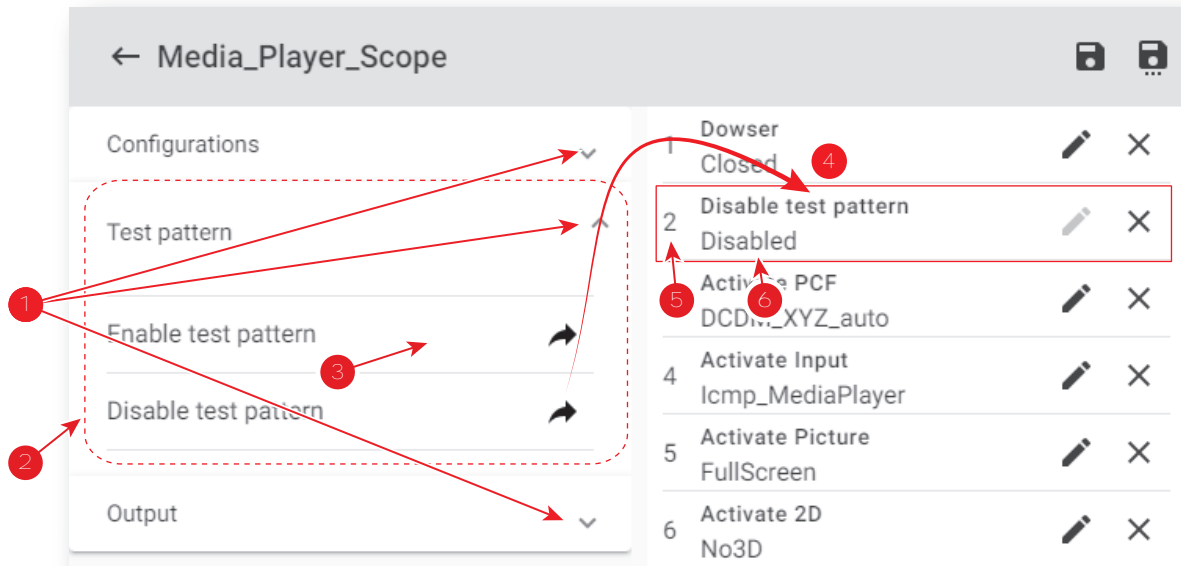 Media_Player_Scope
Configurations
Test pattern
Enable test pattern
Disable test pattern
Output
1
2
3
1
Dowser
Closed
4
2
Disable test pattern
Disabled
5
6
Activate PCF
DCDM_XYZ_auto
4
Activate Input
Icmp_MediaPlayer
5
Activate Picture
FullScreen
6
Activate 2D
No3D